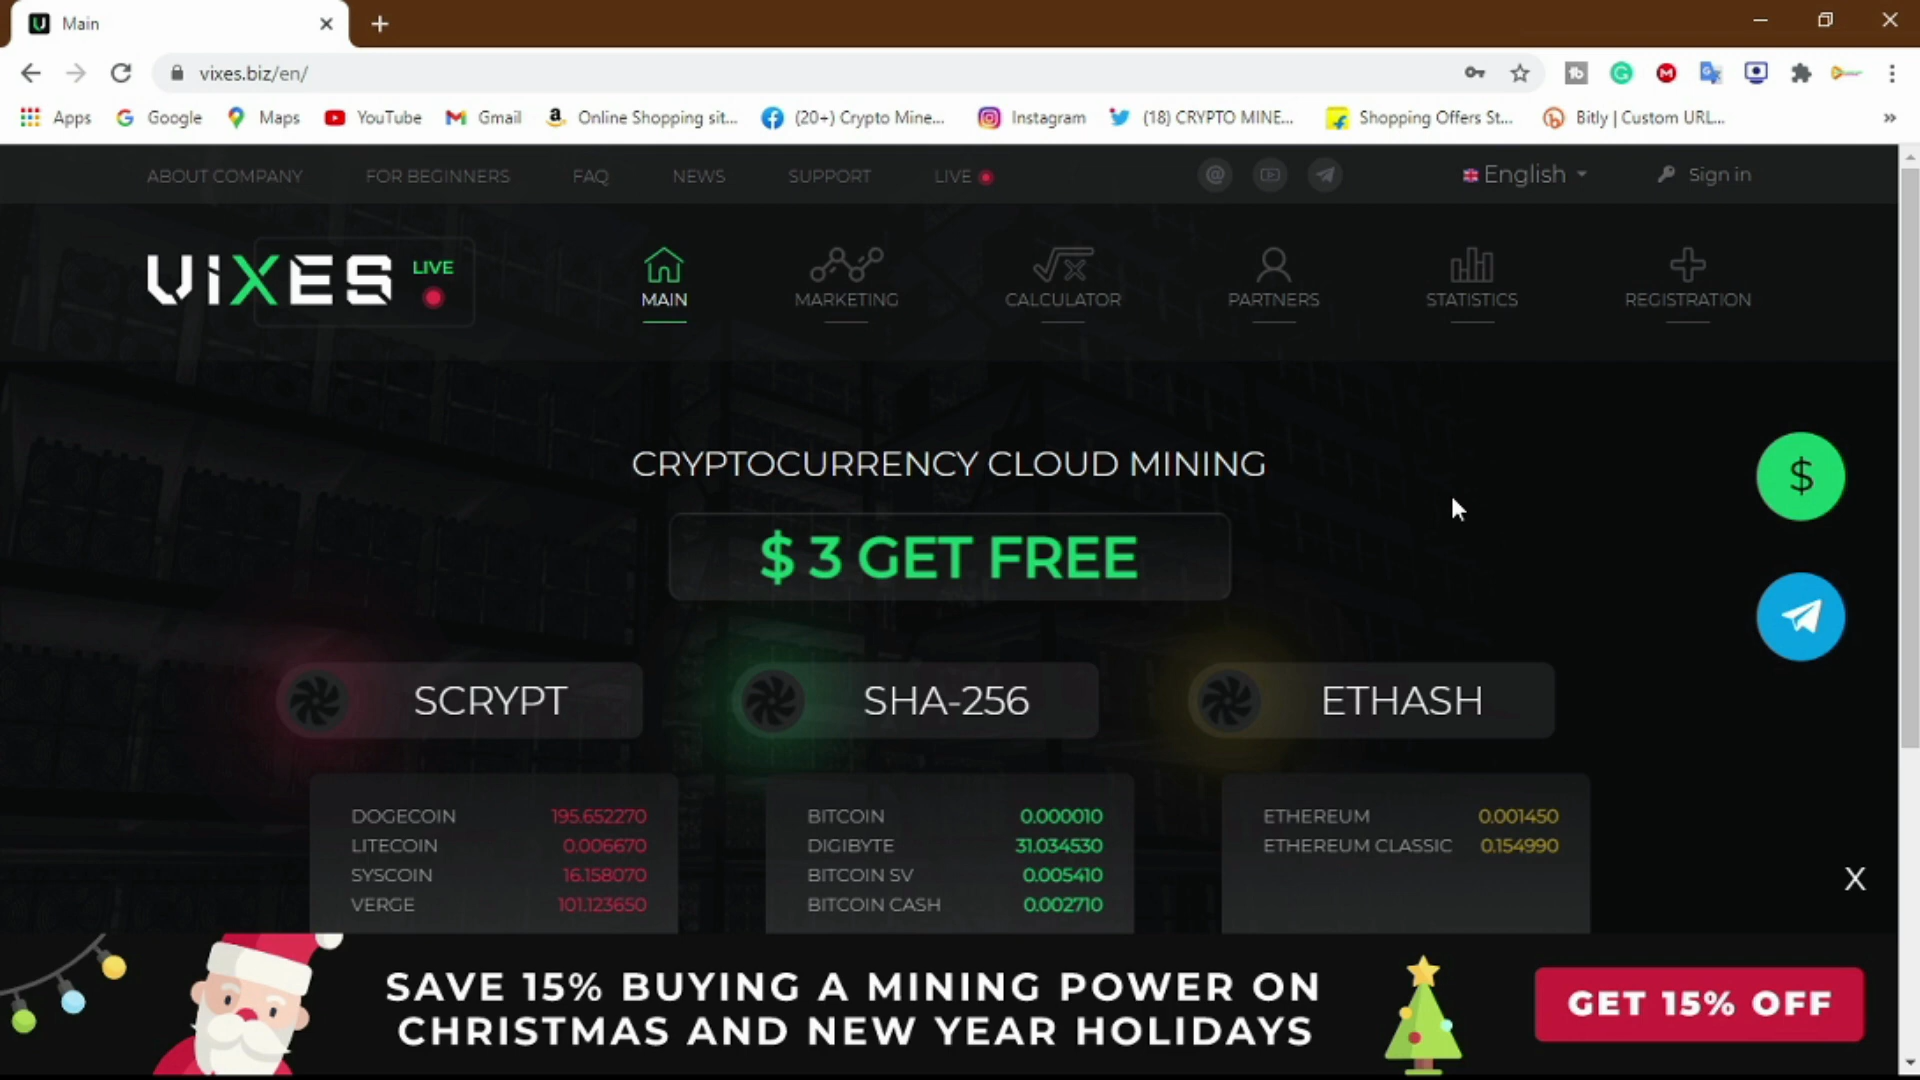 Main
vixes.biz/en/
Apps Google Maps YouTube Gmail Online Shopping sit... (20+) Crypto Mine... Instagram (18) CRYPTO MINE... Shopping Offers St... Bitly | Custom URL... »
ABOUT COMPANY FOR BEGINNERS FAQ NEWS SUPPORT LIVE English Sign in
ViXES LIVE
MAIN MARKETING CALCULATOR PARTNERS STATISTICS REGISTRATION
CRYPTOCURRENCY CLOUD MINING
$ 3 GET FREE
$
SCRYPT SHA-256 ETHASH
DOGECOIN 195.652270
LITECOIN 0.006670
SYSCOIN 16.158070
VERGE 101.123650
BITCOIN 0.000010
DIGIBYTE 31.034530
BITCOIN SV 0.005410
BITCOIN CASH 0.002710
ETHEREUM 0.001450
ETHEREUM CLASSIC 0.154990
X
SAVE 15% BUYING A MINING POWER ON
CHRISTMAS AND NEW YEAR HOLIDAYS
GET 15% OFF